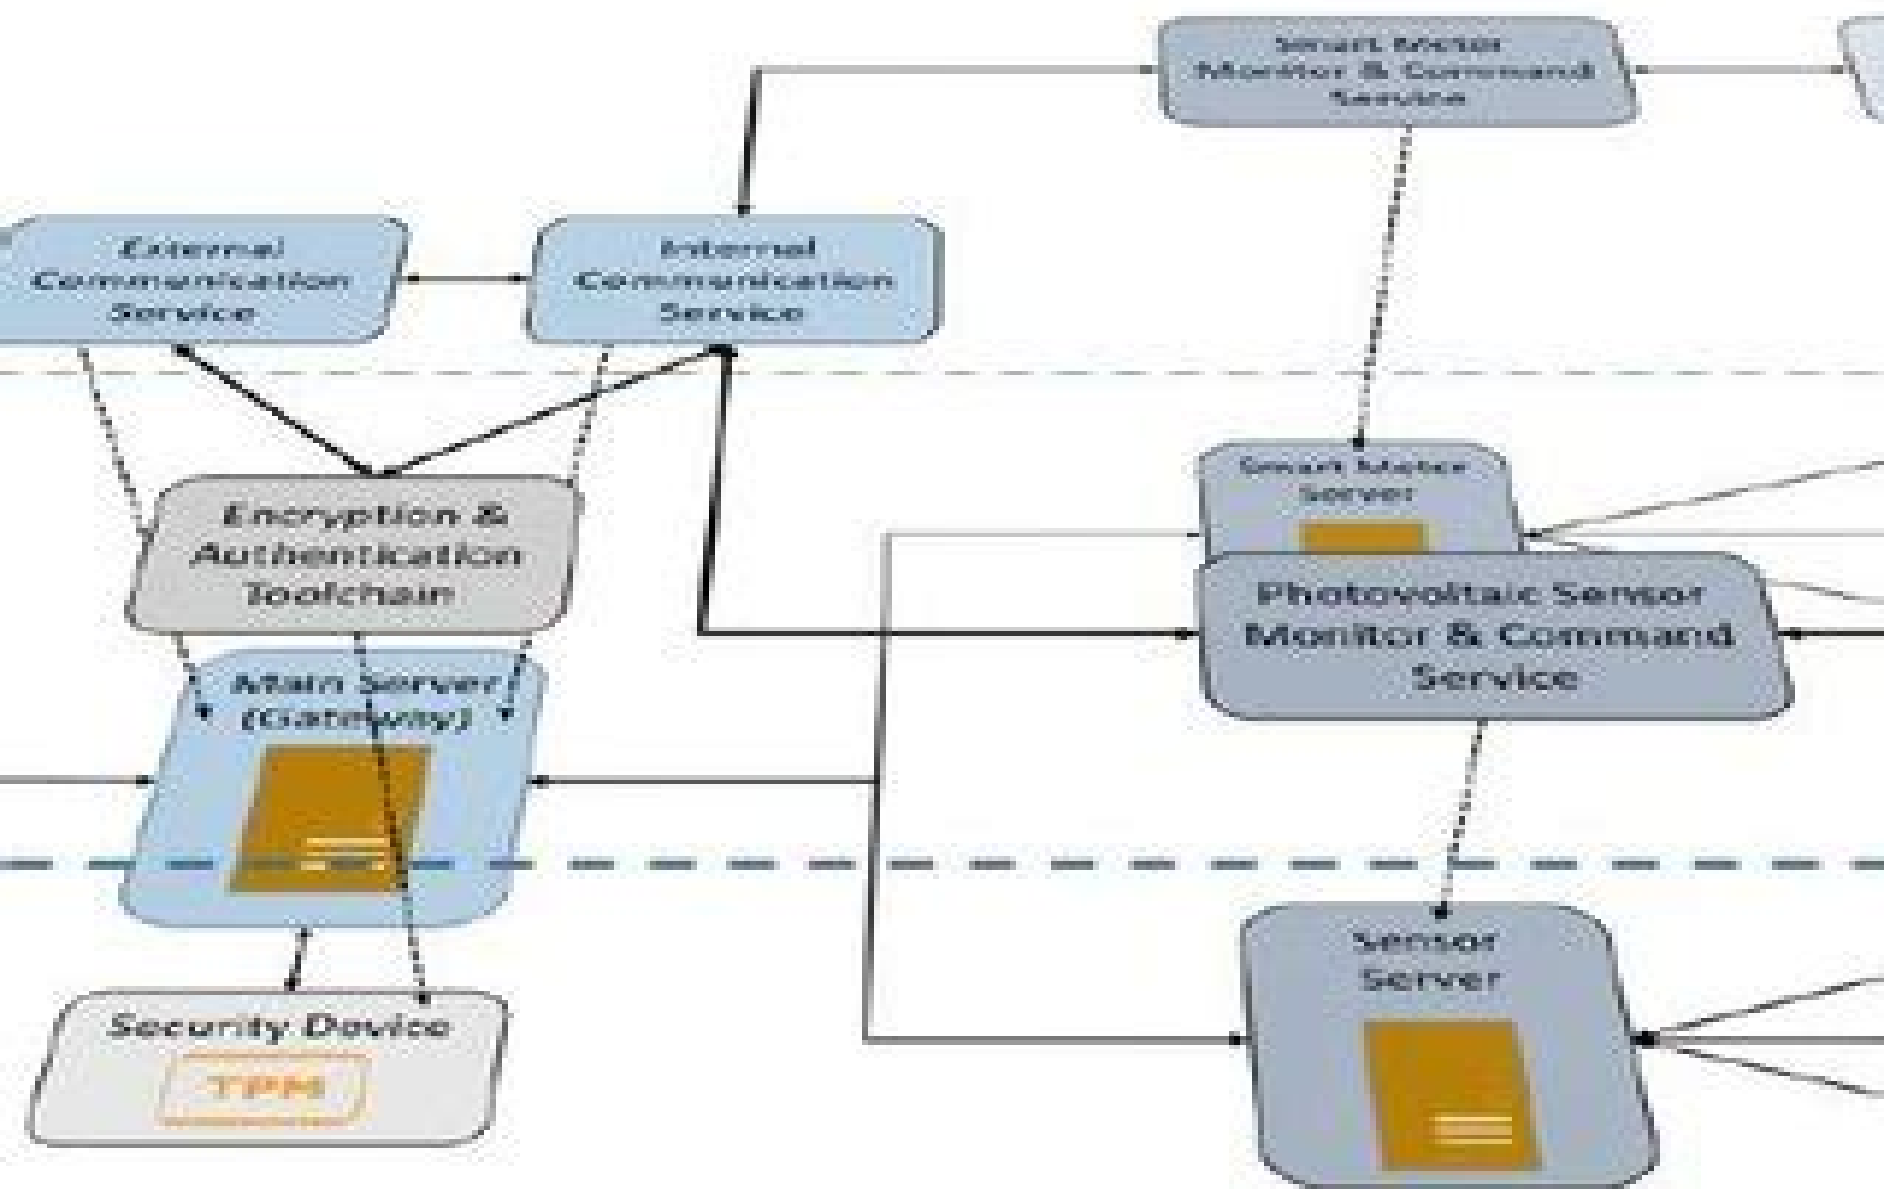 Smart Meter
Monitor & Command
Service
External
Communication
Service
Internal
Communication
Service
Smart Meter
Server
Encryption &
Authentication
Toolchain
Photovoltaic Sensor
Monitor & Command
Service
Main Server
(Gateway)
Sensor
Server
Security Device
TPM